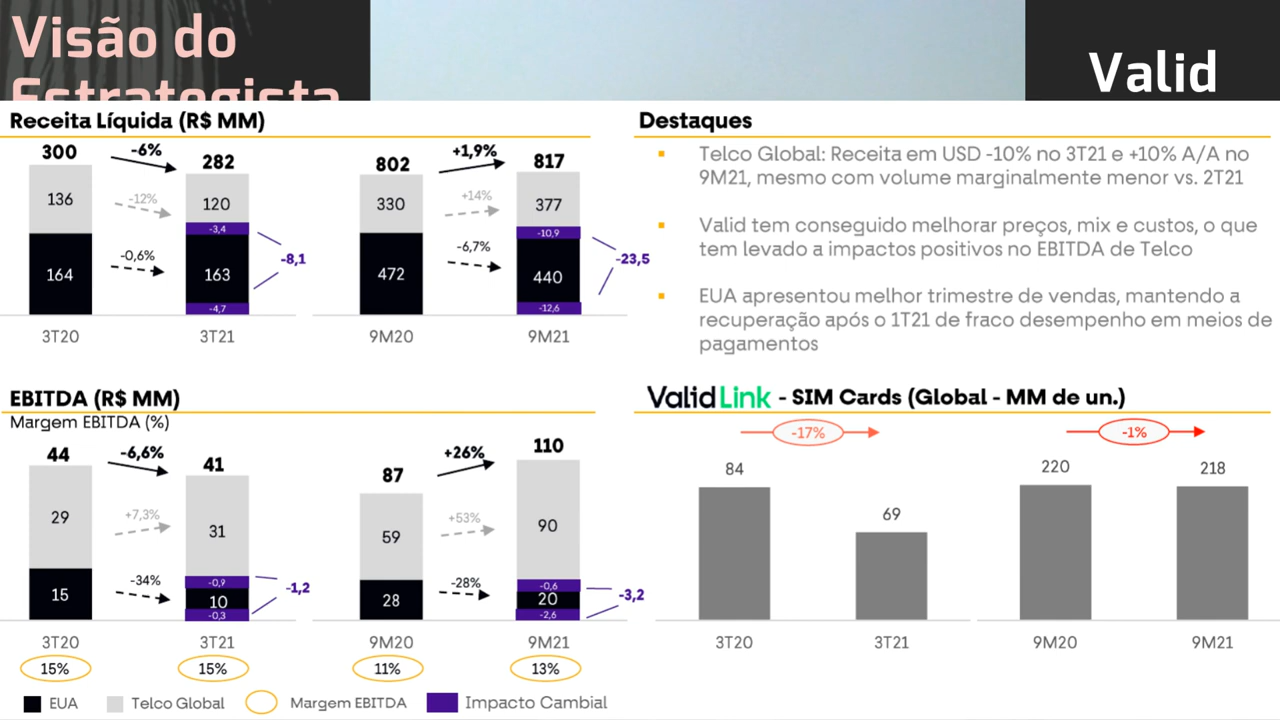 Visão do
Estrategista
Valid
Receita Líquida (R$ MM)
300
-6%
282
136
-12%
120
-3,4
164
-0,6%
163
-4,7
-8,1
3T20
3T21
802
+1,9%
817
330
+14%
377
-10,9
472
-6,7%
440
-12,6
-23,5
9M20
9M21
Destaques
Telco Global: Receita em USD -10% no 3T21 e +10% A/A no
9M21, mesmo com volume marginalmente menor vs. 2T21
Valid tem conseguido melhorar preços, mix e custos, o que
tem levado a impactos positivos no EBITDA de Telco
EUA apresentou melhor trimestre de vendas, mantendo a
recuperação após o 1T21 de fraco desempenho em meios de
pagamentos
EBITDA (R$ MM)
Margem EBITDA (%)
44
-6,6%
41
29
+7,3%
31
-0,9
15
-34%
10
-0,3
-1,2
3T20
3T21
15%
15%
87
+26%
110
59
+53%
90
-0,6
28
-28%
20
-2,6
-3,2
9M20
9M21
11%
13%
EUA
Telco Global
Margem EBITDA
Impacto Cambial
ValidLink - SIM Cards (Global - MM de un.)
-17%
84
69
3T20
3T21
-1%
220
218
9M20
9M21